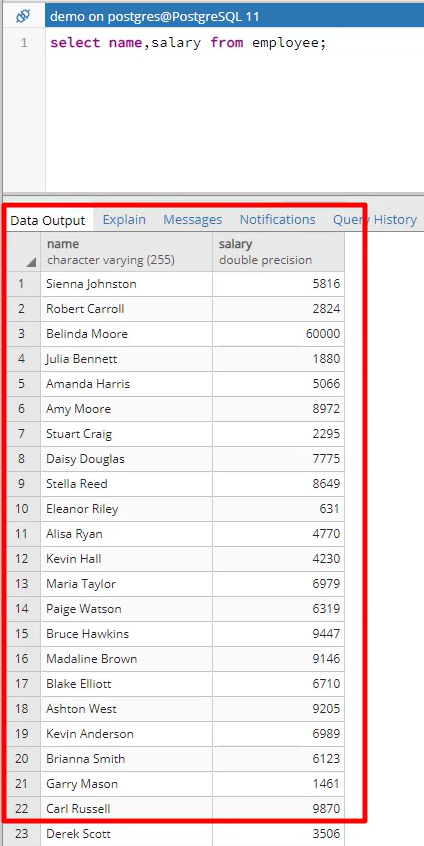 demo on postgres@PostgreSQL 11
1 select name,salary from employee;
Data Output Explain Messages Notifications Query History
name salary
character varying (255) double precision
1 Sienna Johnston 5816
2 Robert Carroll 2824
3 Belinda Moore 60000
4 Julia Bennett 1880
5 Amanda Harris 5066
6 Amy Moore 8972
7 Stuart Craig 2295
8 Daisy Douglas 7775
9 Stella Reed 8649
10 Eleanor Riley 631
11 Alisa Ryan 4770
12 Kevin Hall 4230
13 Maria Taylor 6979
14 Paige Watson 6319
15 Bruce Hawkins 9447
16 Madaline Brown 9146
17 Blake Elliott 6710
18 Ashton West 9205
19 Kevin Anderson 6989
20 Brianna Smith 6123
21 Garry Mason 1461
22 Carl Russell 9870
23 Derek Scott 3506